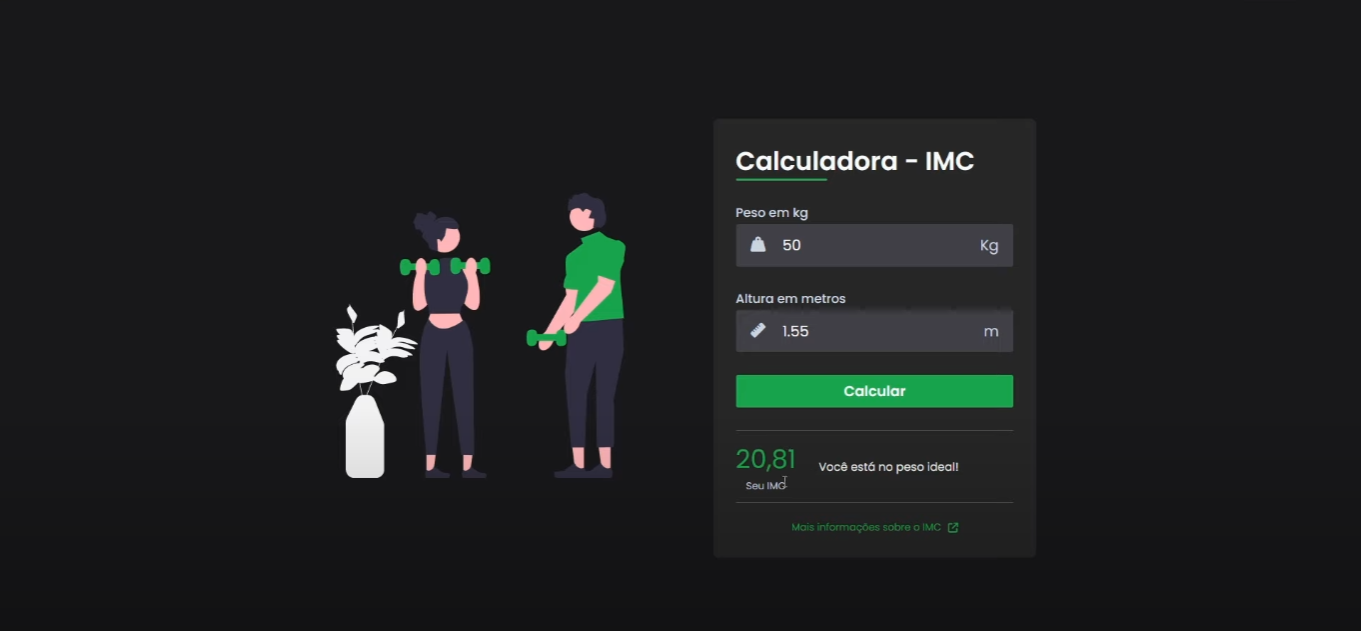 Calculadora - IMC
Peso em kg
50 Kg
Altura em metros
1.55 m
Calcular
20,81
Você está no peso ideal!
Seu IMC
Mais informações sobre o IMC